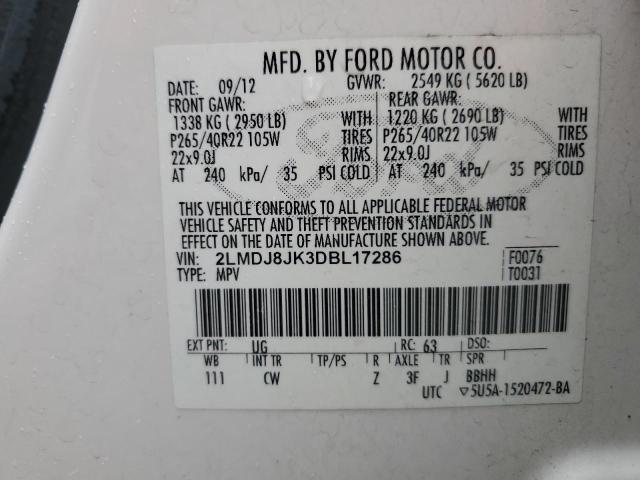 MFD. BY FORD MOTOR CO.
DATE: 09/12 GVWR: 2549 KG ( 5620 LB)
FRONT GAWR: REAR GAWR:
1338 KG ( 2950 LB) WITH 1220 KG ( 2690 LB) WITH
P265/40R22 105W TIRES P265/40R22 105W TIRES
22x9.0J RIMS 22x9.0J RIMS
AT 240 kPa/ 35 PSI COLD AT 240 kPa/ 35 PSI COLD
THIS VEHICLE CONFORMS TO ALL APPLICABLE FEDERAL MOTOR
VEHICLE SAFETY AND THEFT PREVENTION STANDARDS IN
EFFECT ON THE DATE OF MANUFACTURE SHOWN ABOVE.
VIN: 2LMDJ8JK3DBL17286 F0076
TYPE: MPV T0031
EXT PNT: UG RC: 63 DSO:
WB INT TR TP/PS R AXLE TR SPR
111 CW Z 3F J BBHH
UTC ▽5U5A-1520472-BA
Ford